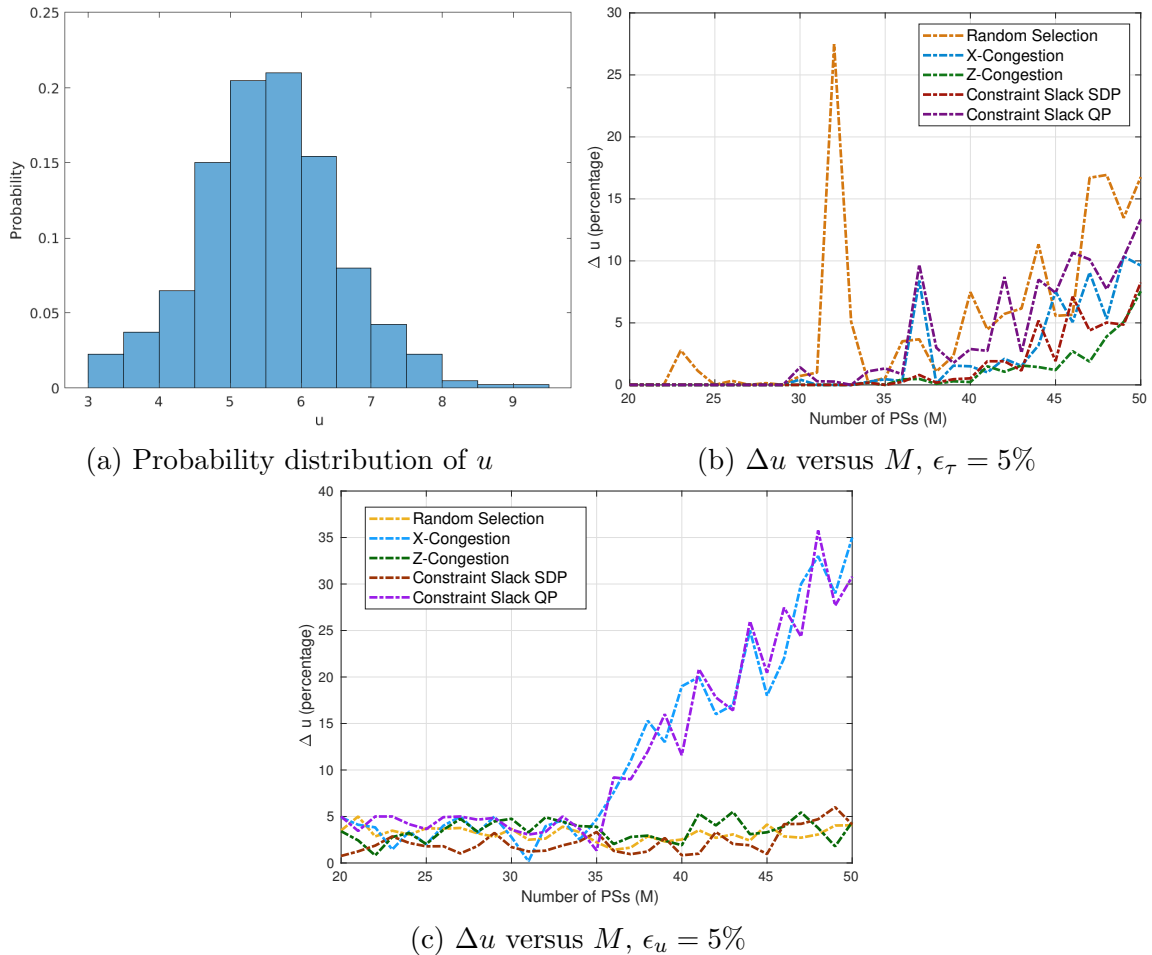 0.25
0.2
0.15
0.1
0.05
0
Probability
3 4 5 6 7 8 9
u
(a) Probability distribution of u
30
25
20
15
10
5
0
Δ u (percentage)
Random Selection
X-Congestion
Z-Congestion
Constraint Slack SDP
Constraint Slack QP
20 25 30 35 40 45 50
Number of PSs (M)
(b) Δu versus M, ϵτ = 5%
40
35
30
25
20
15
10
5
0
Δ u (percentage)
Random Selection
X-Congestion
Z-Congestion
Constraint Slack SDP
Constraint Slack QP
20 25 30 35 40 45 50
Number of PSs (M)
(c) Δu versus M, ϵu = 5%